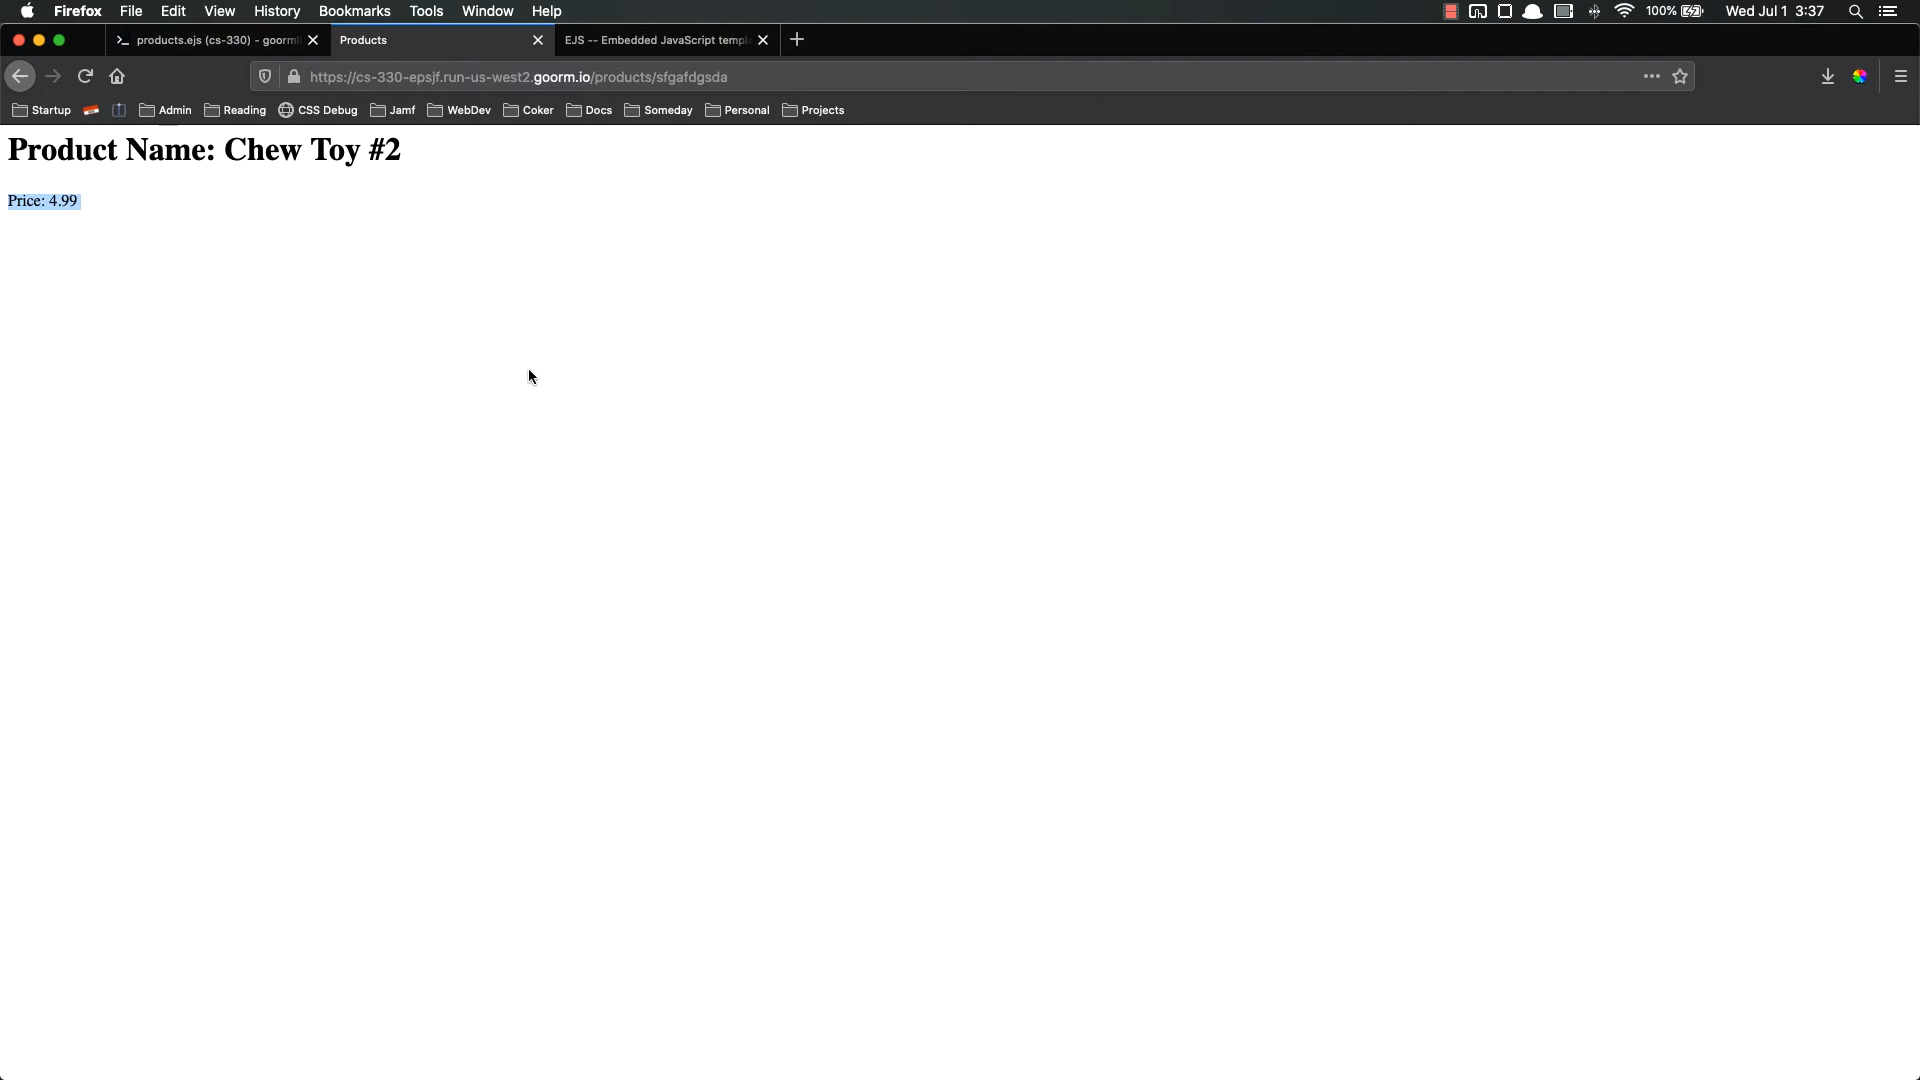 Firefox File Edit View History Bookmarks Tools Window Help 100% Wed Jul 1 3:37
products.ejs (cs-330) - goorm Products EJS -- Embedded JavaScript templ
https://cs-330-epsjf.run-us-west2.goorm.io/products/sfgafdgsda
Startup Admin Reading CSS Debug Jamf WebDev Coker Docs Someday Personal Projects
Product Name: Chew Toy #2
Price: 4.99